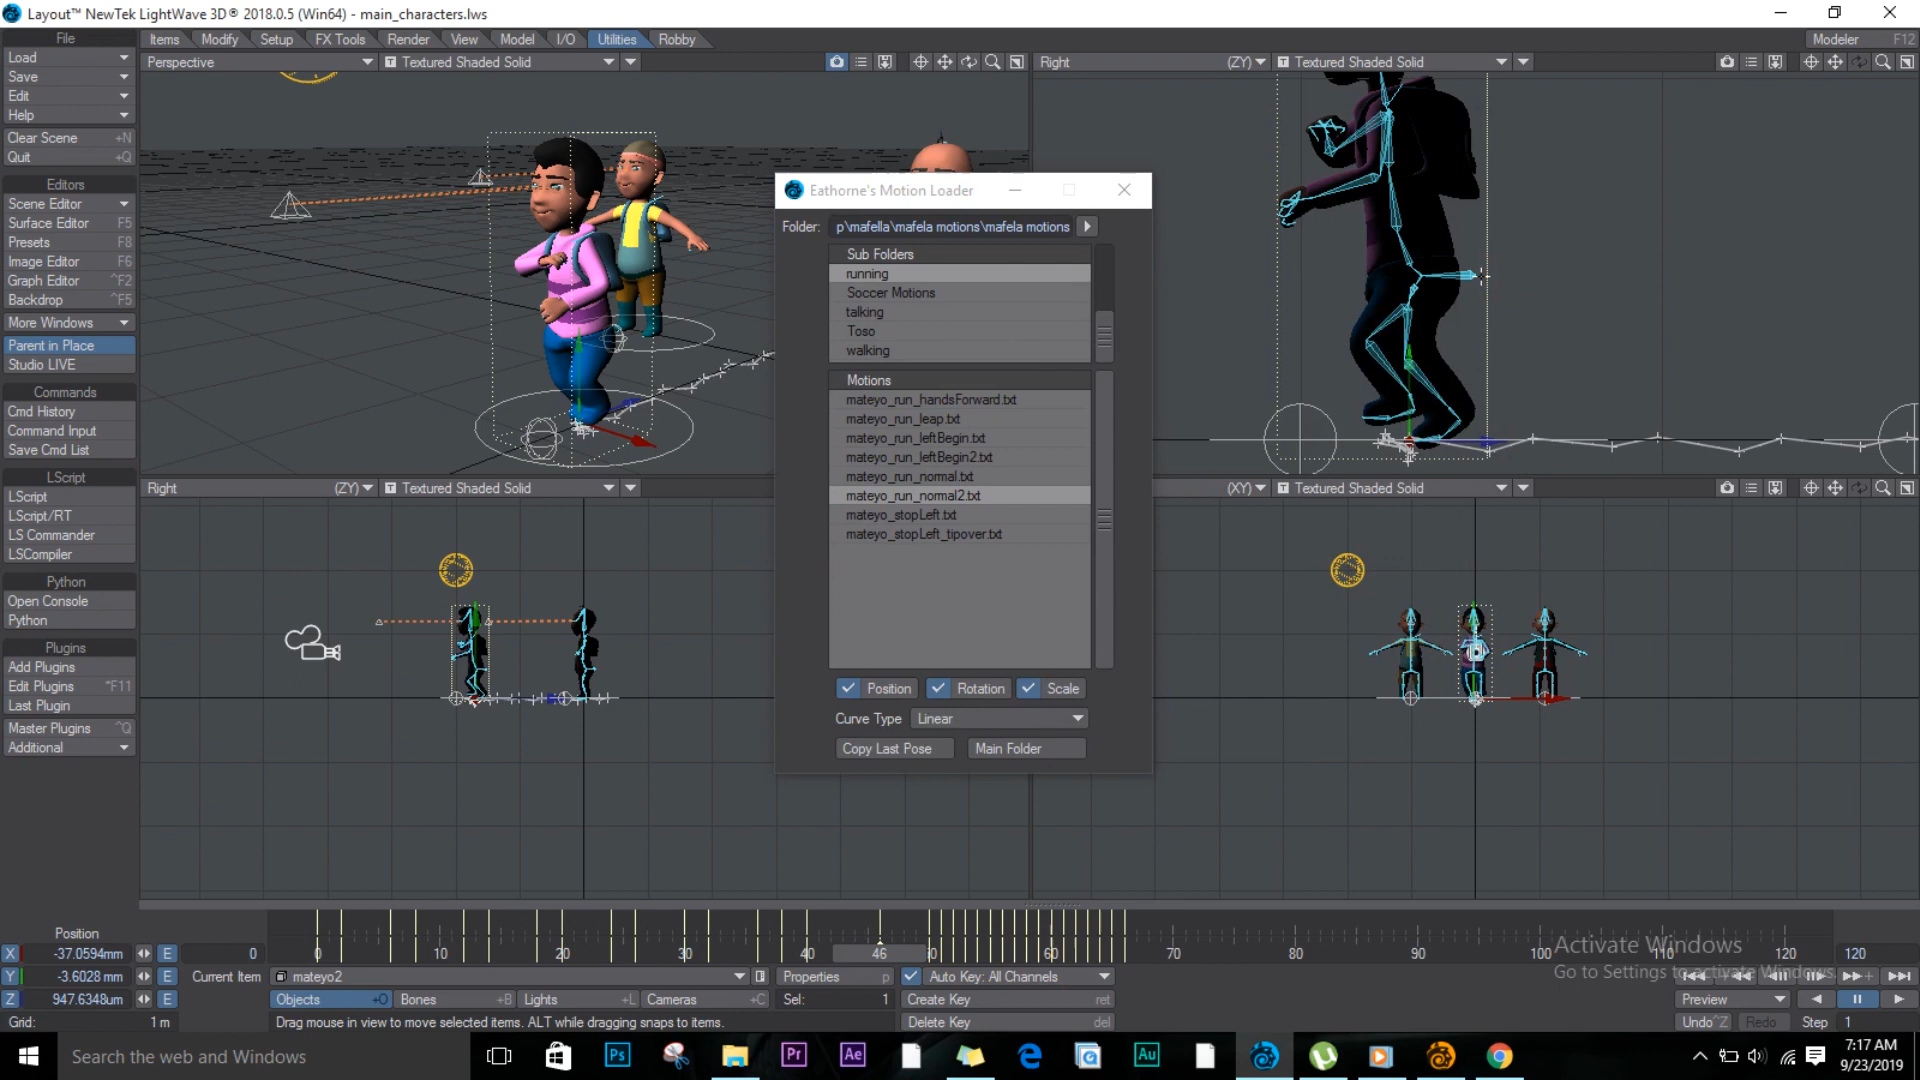 Layout™ NewTek LightWave 3D® 2018.0.5 (Win64) - main_characters.lws
File
Items Modify Setup FX Tools Render View Model I/O Utilities Robby
Modeler F12
Load
Save
Edit
Help
Clear Scene +N
Quit +Q
Editors
Scene Editor
Surface Editor F5
Presets F8
Image Editor F6
Graph Editor ^F2
Backdrop ^F5
More Windows
Parent in Place
Studio LIVE
Commands
Cmd History
Command Input
Save Cmd List
LScript
LScript
LScript/RT
LS Commander
LSCompiler
Python
Open Console
Python
Plugins
Add Plugins
Edit Plugins ^F11
Last Plugin
Master Plugins ^Q
Additional
Perspective T Textured Shaded Solid
Right (ZY) T Textured Shaded Solid
Right (ZY) T Textured Shaded Solid
(XY) T Textured Shaded Solid
Eathorne's Motion Loader
Folder: p\mafella\mafela motions\mafela motions
Sub Folders
running
Soccer Motions
talking
Toso
walking
Motions
mateyo_run_handsForward.txt
mateyo_run_leap.txt
mateyo_run_leftBegin.txt
mateyo_run_leftBegin2.txt
mateyo_run_normal.txt
mateyo_run_normal2.txt
mateyo_stopLeft.txt
mateyo_stopLeft_tipover.txt
Position Rotation Scale
Curve Type Linear
Copy Last Pose Main Folder
Position
X -37.0594mm E
Y -3.6028 mm E
Z 947.6348um E
Grid: 1 m
0 0 10 20 30 40 46 60 70 80 90 100 110 120 120
Current Item mateyo2 Properties p Auto Key: All Channels
Objects +O Bones +B Lights +L Cameras +C Sel: 1 Create Key ret
Drag mouse in view to move selected items. ALT while dragging snaps to items. Delete Key del
Preview
Undo ^Z Redo Step 1
Activate Windows
Go to Settings to activate Windows.
Search the web and Windows
Ps Pr Ae Au
7:17 AM
9/23/2019